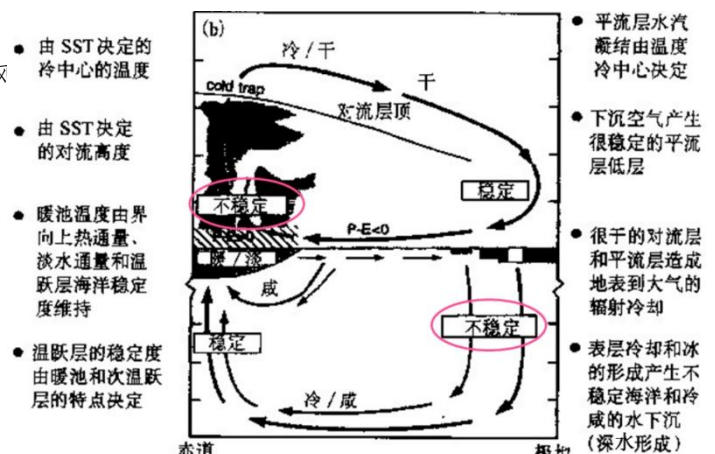 由 SST 决定的
冷中心的温度
由 SST 决定
的对流高度
暖池温度由界
向上热通量、
淡水通量和温
跃层海洋稳定
度维持
温跃层的稳定度
由暖池和次温跃
层的特点决定
(b)
冷/干
干
cold trap
对流层顶
稳定
不稳定
P-E<0
暖/淡
咸
不稳定
稳定
冷/咸
赤道
极地
平流层水汽
凝结由温度
冷中心决定
下沉空气产生
很稳定的平流
层低层
很干的对流层
和平流层造成
地表到大气的
辐射冷却
表层冷却和冰
的形成产生不
稳定海洋和冷
咸的水下沉
(深水形成)